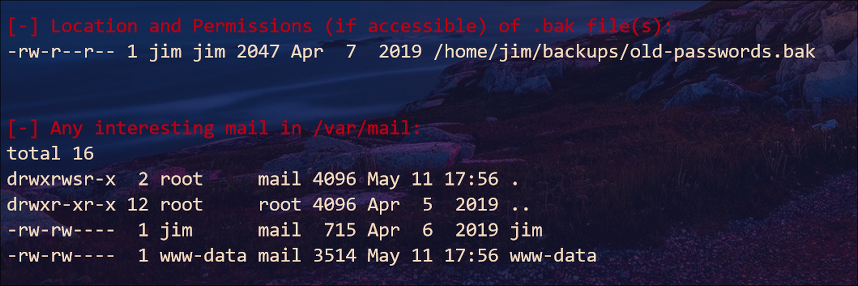 [-] Location and Permissions (if accessible) of .bak file(s):
-rw-r--r-- 1 jim jim 2047 Apr  7  2019 /home/jim/backups/old-passwords.bak
[-] Any interesting mail in /var/mail:
total 16
drwxrwsr-x  2 root     mail 4096 May 11 17:56 .
drwxr-xr-x 12 root     root 4096 Apr  5  2019 ..
-rw-rw----  1 jim      mail  715 Apr  6  2019 jim
-rw-rw----  1 www-data mail 3514 May 11 17:56 www-data